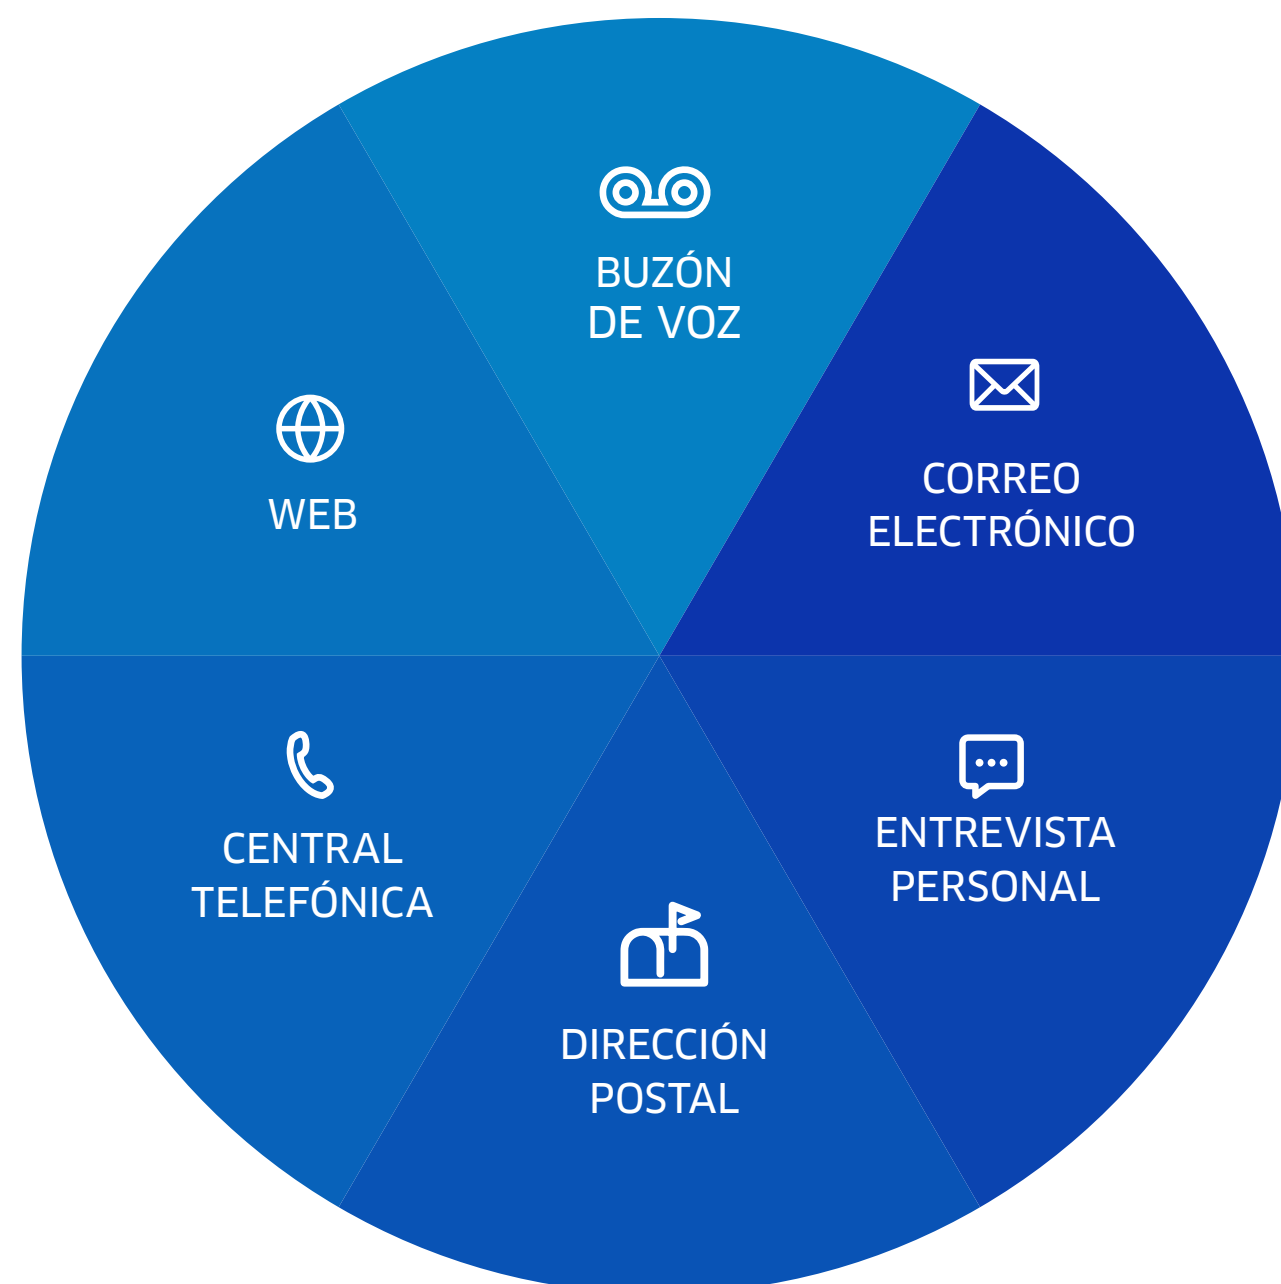 BUZÓN
DE VOZ
CORREO
ELECTRÓNICO
ENTREVISTA
PERSONAL
DIRECCIÓN
POSTAL
CENTRAL
TELEFÓNICA
WEB